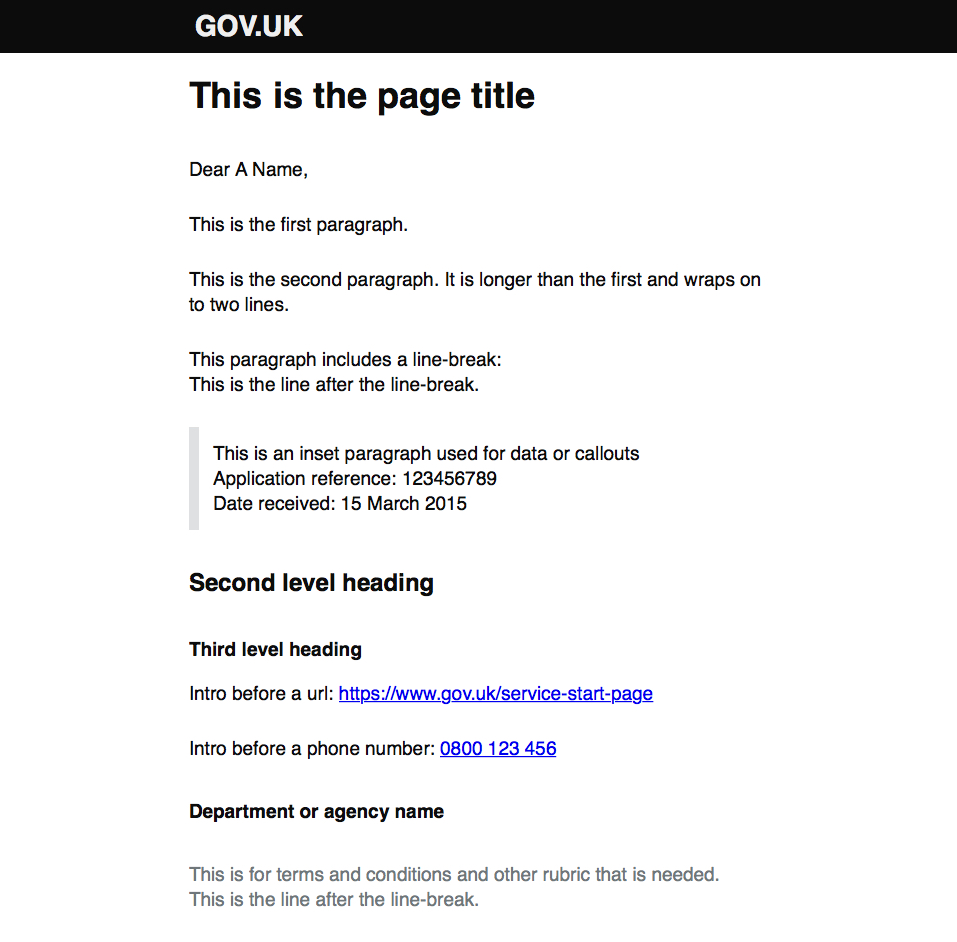 GOV.UK
This is the page title
Dear A Name,
This is the first paragraph.
This is the second paragraph. It is longer than the first and wraps on
to two lines.
This paragraph includes a line-break:
This is the line after the line-break.
This is an inset paragraph used for data or callouts
Application reference: 123456789
Date received: 15 March 2015
Second level heading
Third level heading
Intro before a url: https://www.gov.uk/service-start-page
Intro before a phone number: 0800 123 456
Department or agency name
This is for terms and conditions and other rubric that is needed.
This is the line after the line-break.